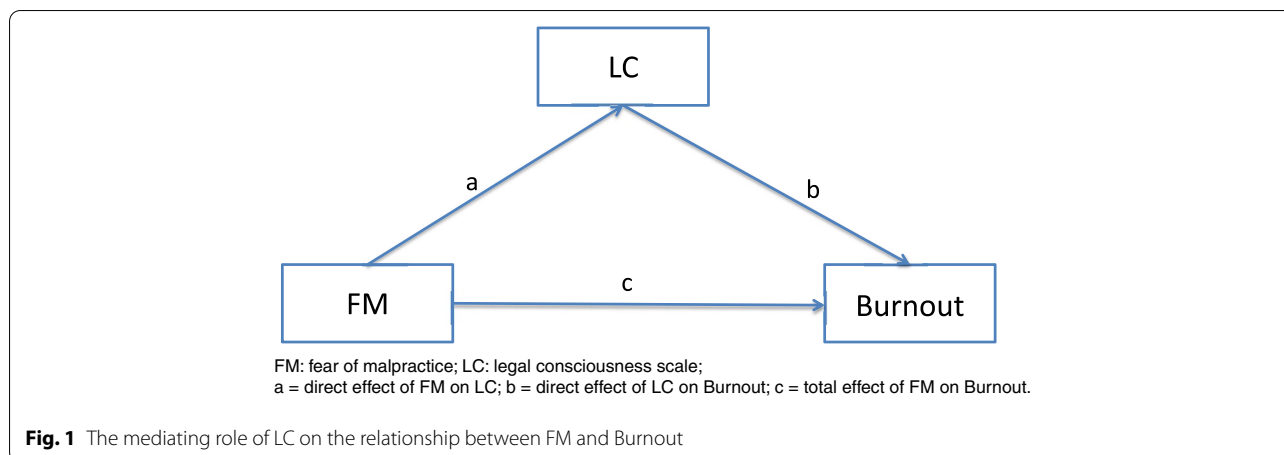 LC
a
b
FM
c
Burnout
FM: fear of malpractice; LC: legal consciousness scale;
a = direct effect of FM on LC; b = direct effect of LC on Burnout; c = total effect of FM on Burnout.
Fig. 1 The mediating role of LC on the relationship between FM and Burnout